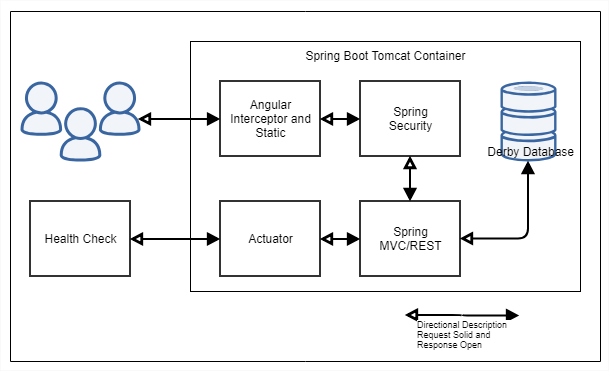 Spring Boot Tomcat Container
Angular
Interceptor and
Static
Spring
Security
Derby Database
Health Check
Actuator
Spring
MVC/REST
Directional Description
Request Solid and
Response Open